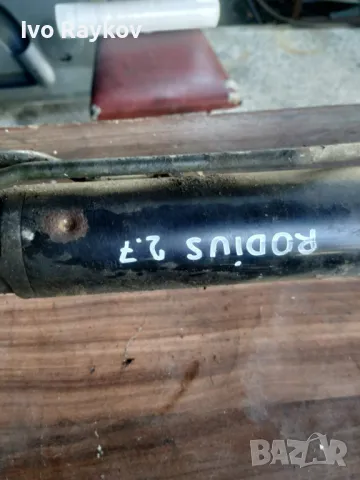 Ivo Raykov
RODiUS 2.7
BAZAR